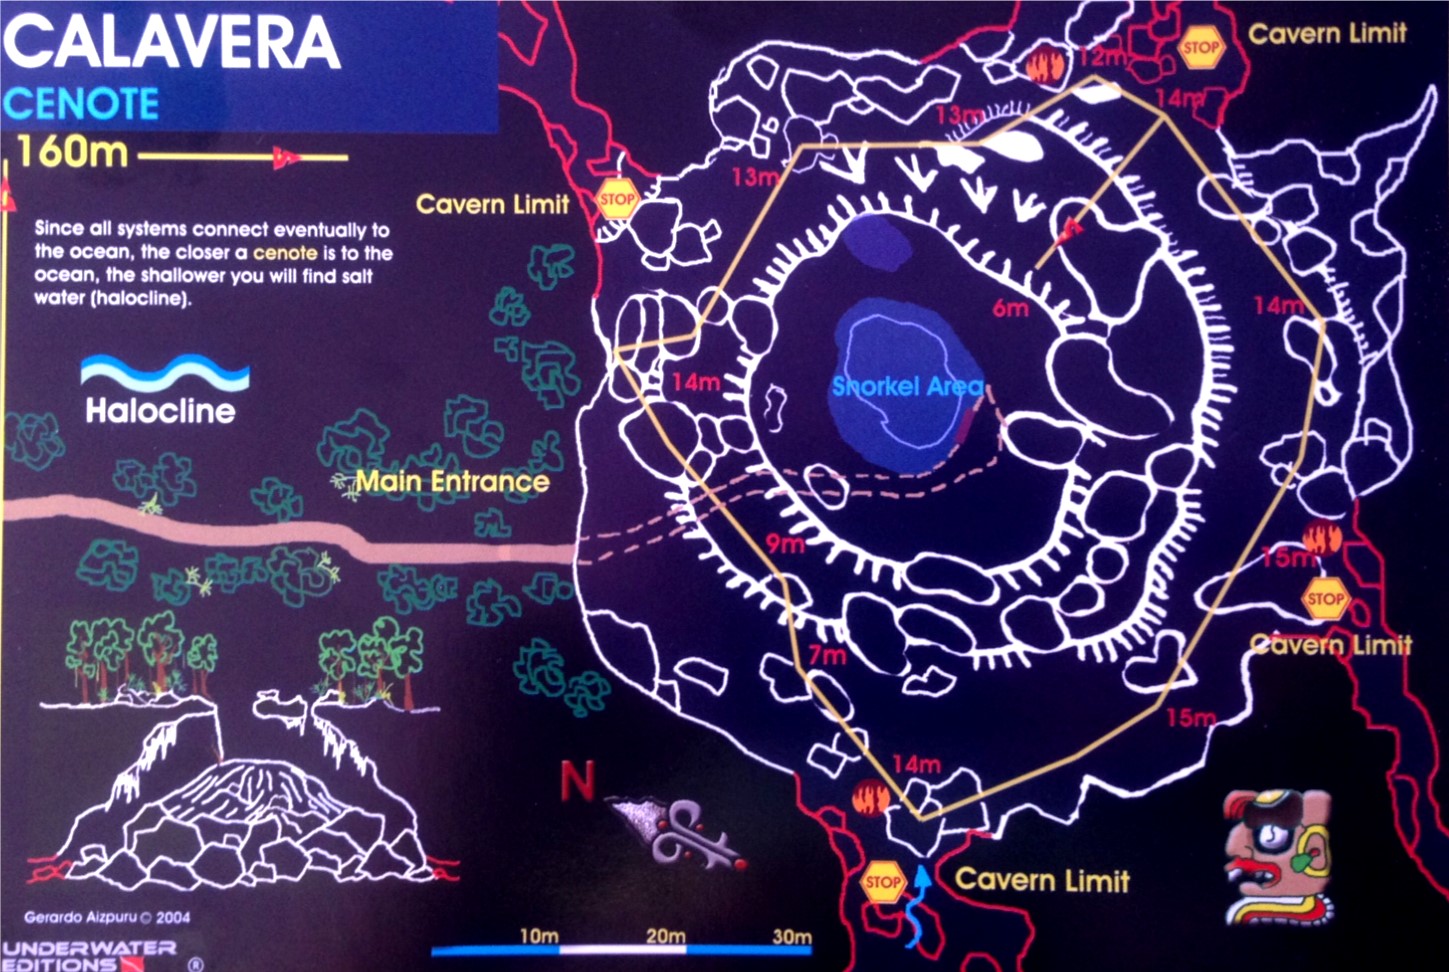 CALAVERA
CENOTE
160m
Since all systems connect eventually to
the ocean, the closer a cenote is to the
ocean, the shallower you will find salt
water (halocline).
Halocline
Main Entrance
Cavern Limit
STOP
Cavern Limit
STOP
12m
14m
13m
13m
6m
14m
14m
Snorkel Area
9m
7m
15m
STOP
Cavern Limit
15m
14m
STOP
Cavern Limit
N
10m
20m
30m
Gerardo Aizpuru © 2004
UNDERWATER
EDITIONS ®